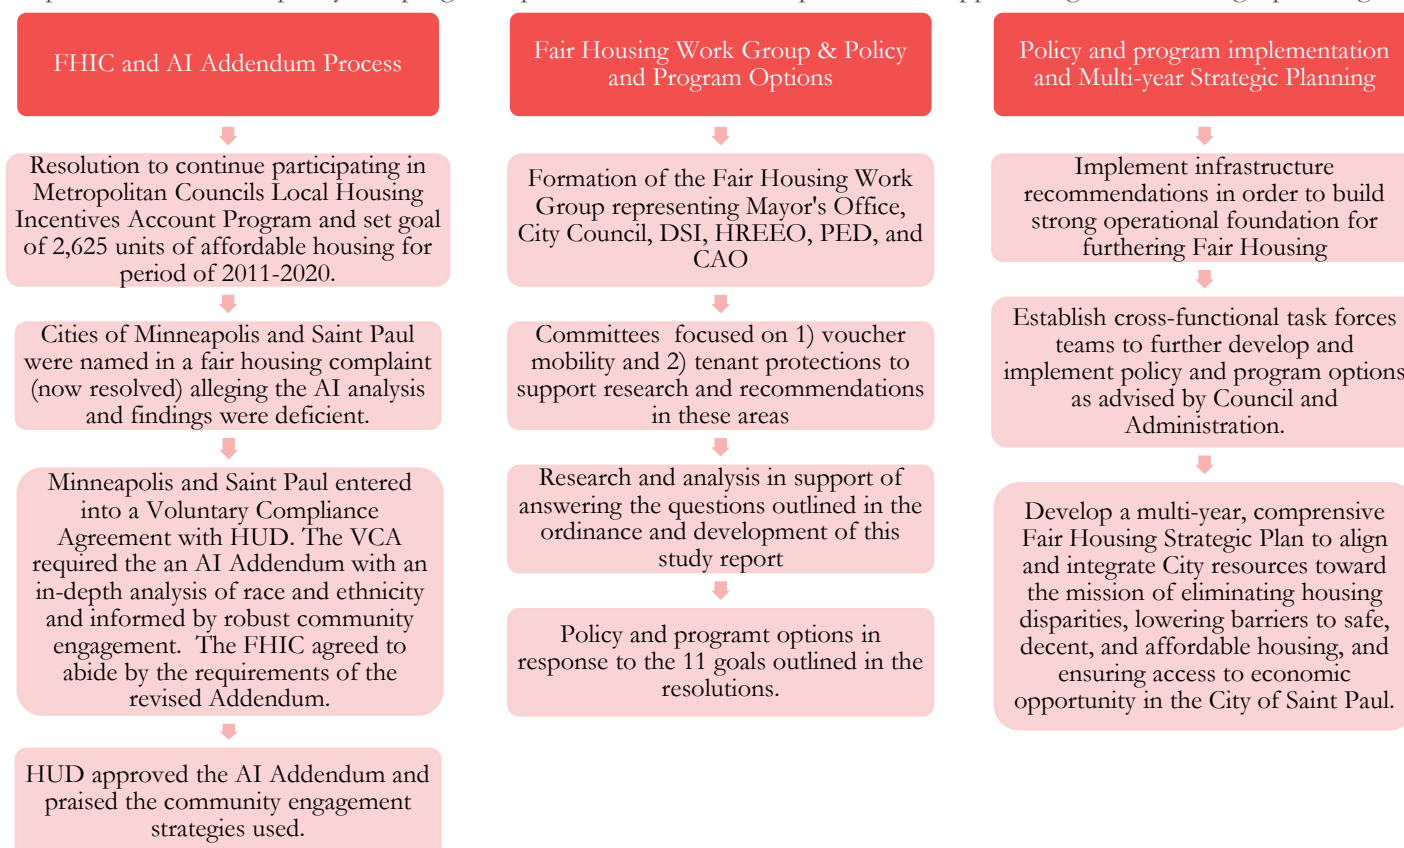 FHIC and AI Addendum Process
Resolution to continue participating in
Metropolitan Councils Local Housing
Incentives Account Program and set goal
of 2,625 units of affordable housing for
period of 2011-2020.
Cities of Minneapolis and Saint Paul
were named in a fair housing complaint
(now resolved) alleging the AI analysis
and findings were deficient.
Minneapolis and Saint Paul entered
into a Voluntary Compliance
Agreement with HUD. The VCA
required the an AI Addendum with an
in-depth analysis of race and ethnicity
and informed by robust community
engagement. The FHIC agreed to
abide by the requirements of the
revised Addendum.
HUD approved the AI Addendum and
praised the community engagement
strategies used.
Fair Housing Work Group & Policy
and Program Options
Formation of the Fair Housing Work
Group representing Mayor's Office,
City Council, DSI, HREEO, PED, and
CAO
Committees focused on 1) voucher
mobility and 2) tenant protections to
support research and recommendations
in these areas
Research and analysis in support of
answering the questions outlined in the
ordinance and development of this
study report
Policy and programt options in
response to the 11 goals outlined in the
resolutions.
Policy and program implementation
and Multi-year Strategic Planning
Implement infrastructure
recommendations in order to build
strong operational foundation for
furthering Fair Housing
Establish cross-functional task forces
teams to further develop and
implement policy and program options
as advised by Council and
Administration.
Develop a multi-year, comprensive
Fair Housing Strategic Plan to align
and integrate City resources toward
the mission of eliminating housing
disparities, lowering barriers to safe,
decent, and affordable housing, and
ensuring access to economic
opportunity in the City of Saint Paul.